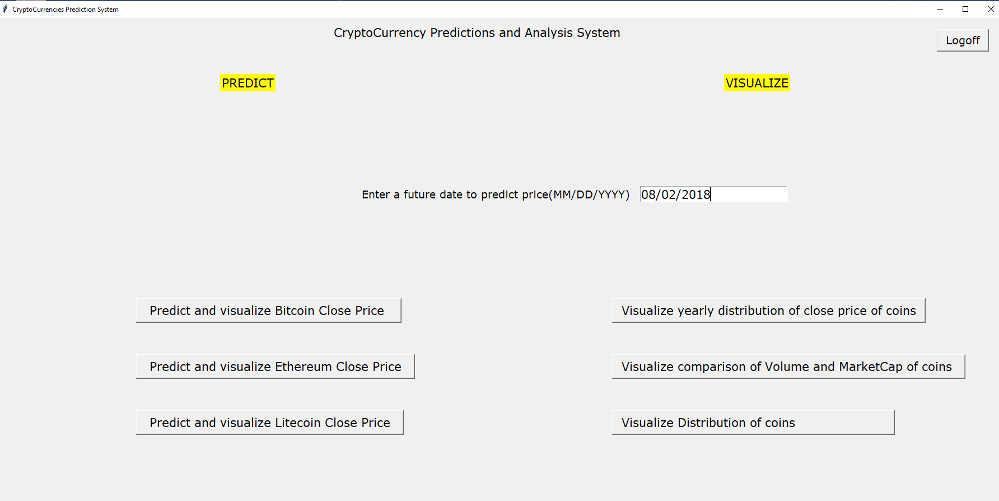 CryptoCurrencies Prediction System
CryptoCurrency Predictions and Analysis System
Logoff
PREDICT
VISUALIZE
Enter a future date to predict price(MM/DD/YYYY)
08/02/2018
Predict and visualize Bitcoin Close Price
Visualize yearly distribution of close price of coins
Predict and visualize Ethereum Close Price
Visualize comparison of Volume and MarketCap of coins
Predict and visualize Litecoin Close Price
Visualize Distribution of coins